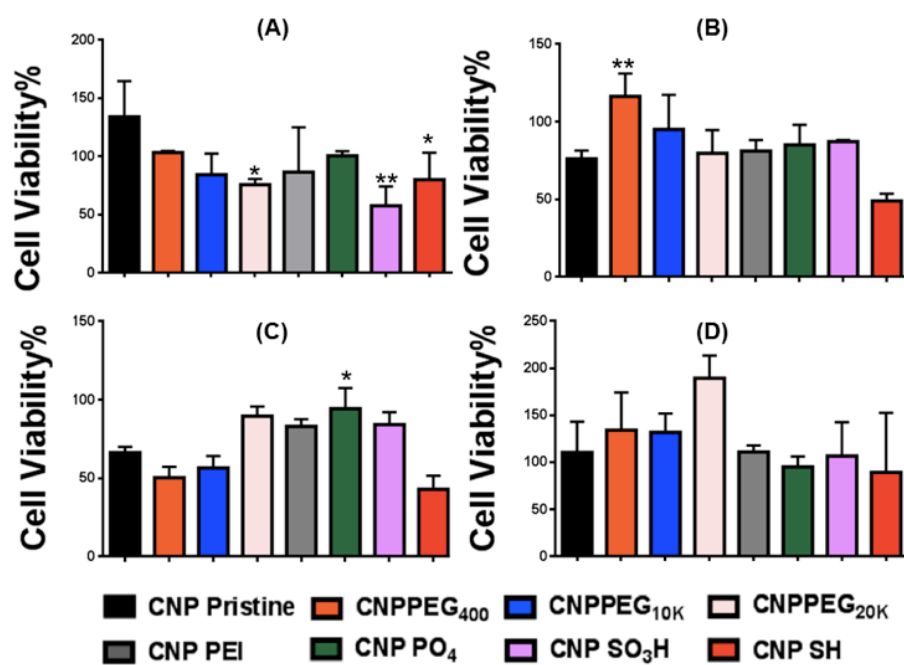 (A)
Cell Viability%
200
150
100
50
0
*
**
*
(B)
Cell Viability%
150
100
50
0
**
(C)
Cell Viability%
150
100
50
0
*
(D)
Cell Viability%
250
200
150
100
50
0
CNP Pristine CNPPEG400 CNPPEG10K CNPPEG20K
CNP PEI CNP PO4 CNP SO3H CNP SH